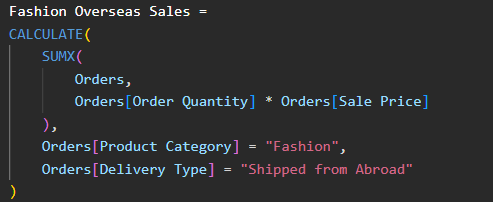 Fashion Overseas Sales =
CALCULATE(
    SUMX(
        Orders,
        Orders[Order Quantity] * Orders[Sale Price]
    ),
    Orders[Product Category] = "Fashion",
    Orders[Delivery Type] = "Shipped from Abroad"
)